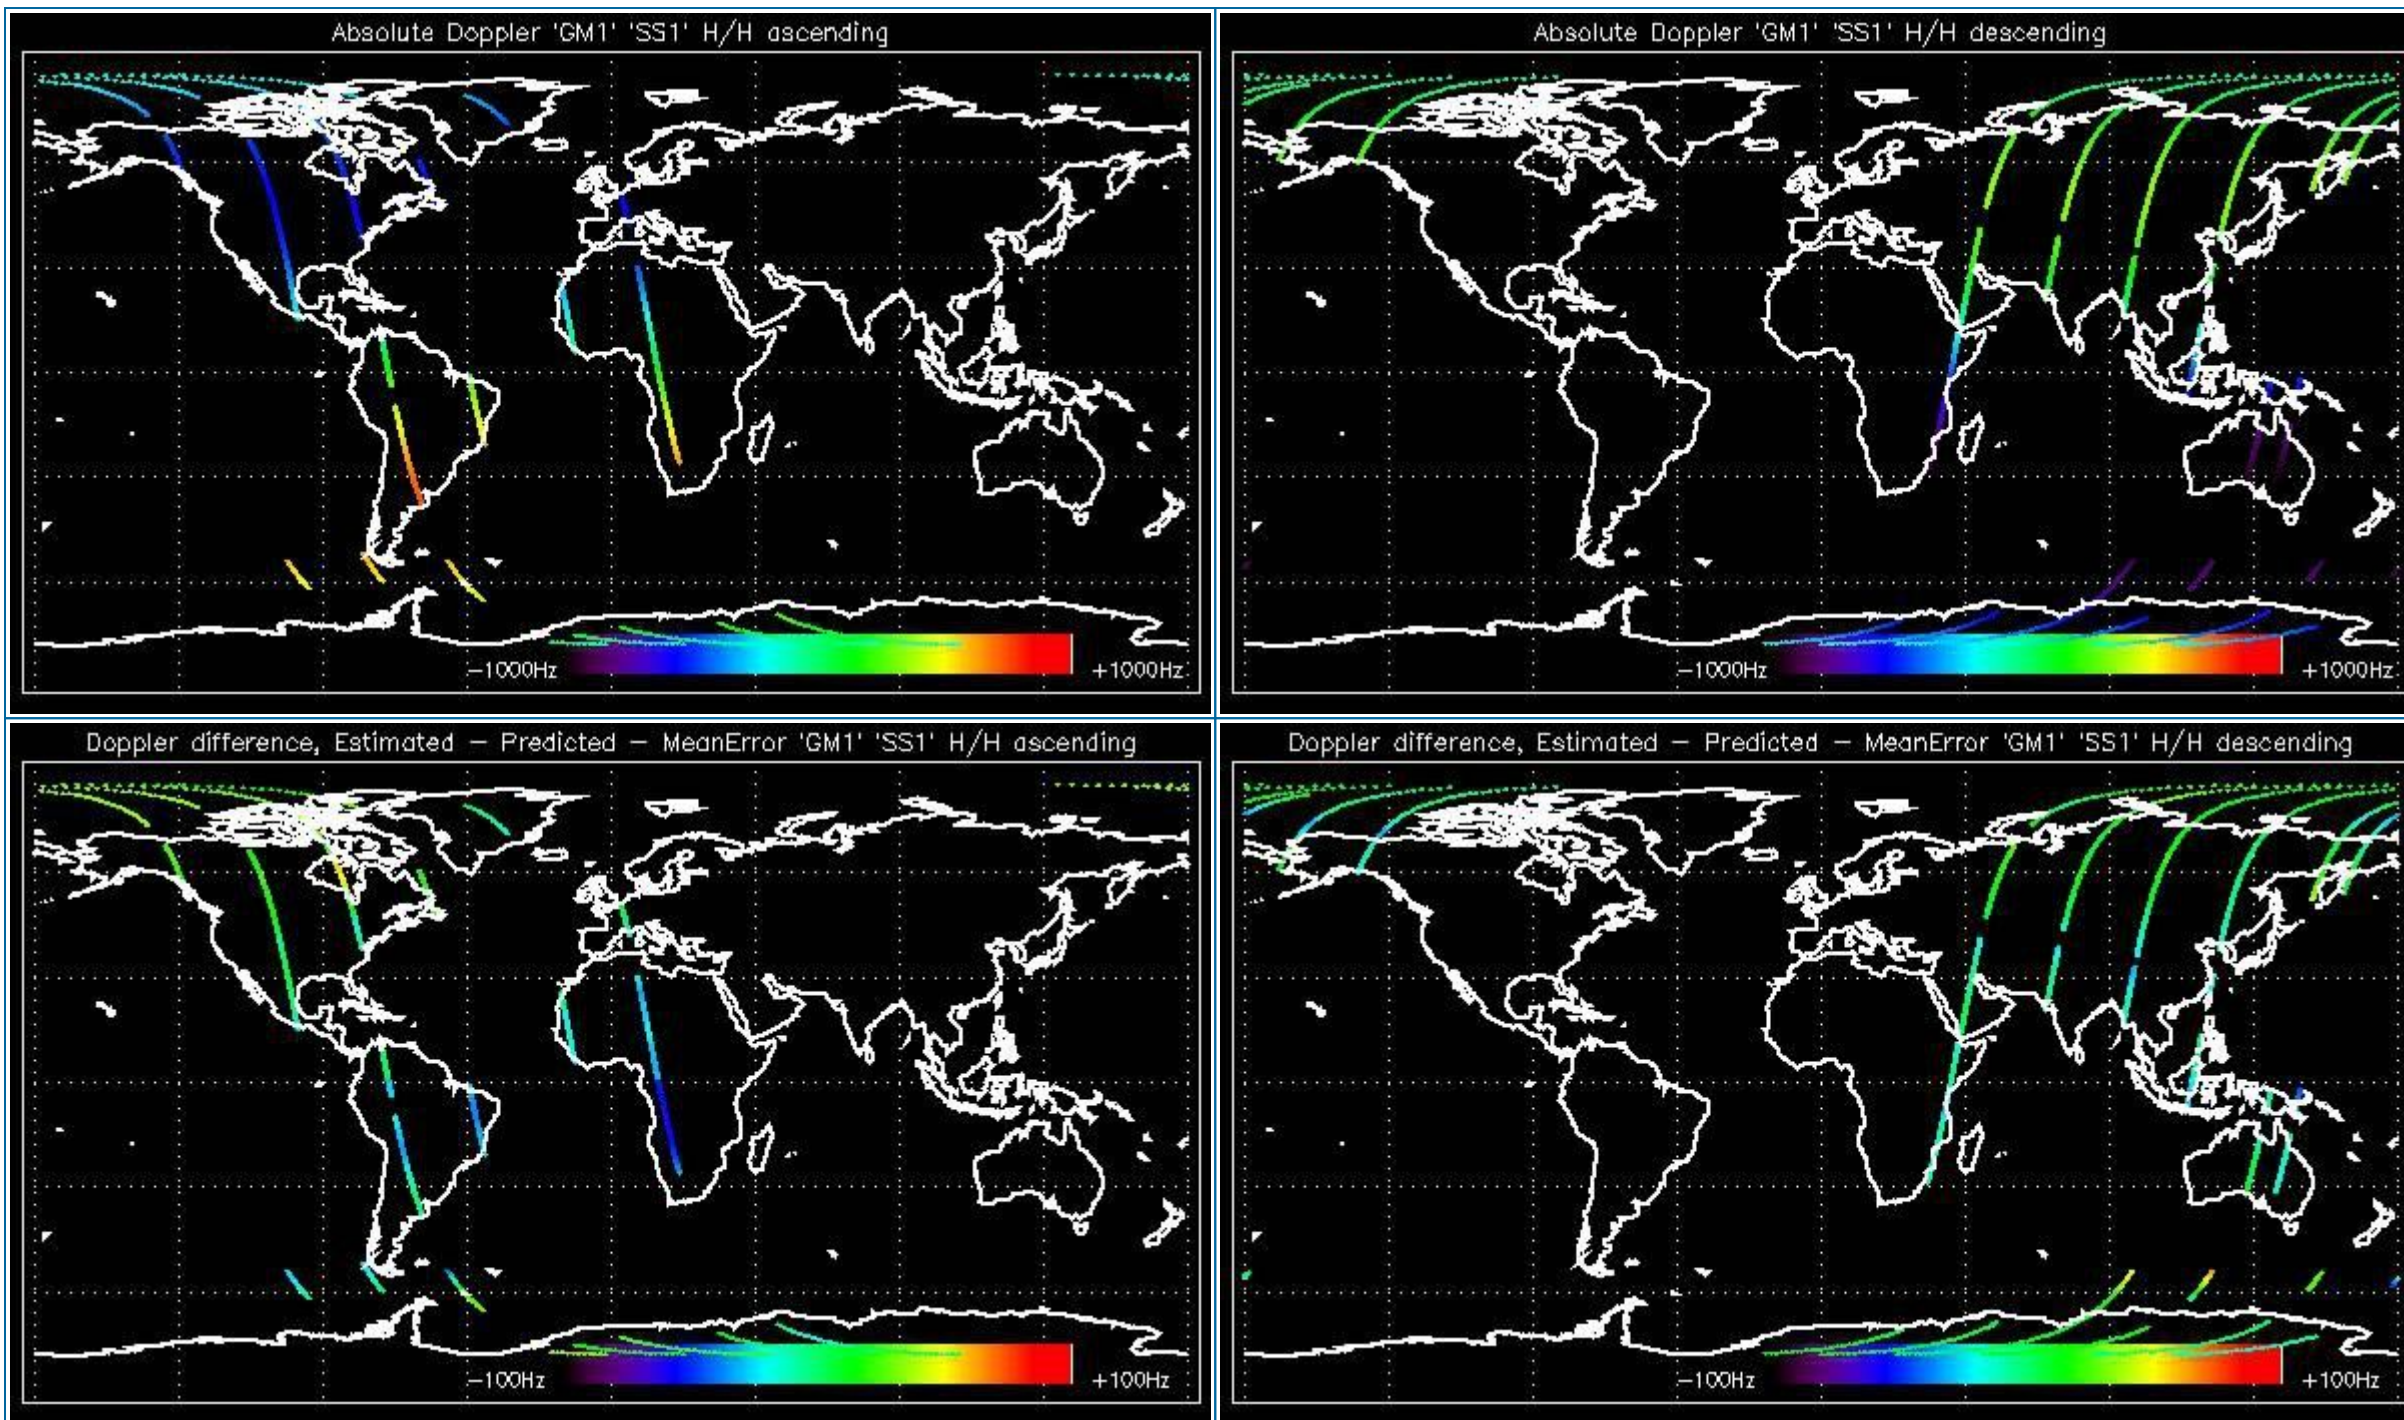 Absolute Doppler 'GM1' 'SS1' H/H ascending
-1000Hz
+1000Hz
Absolute Doppler 'GM1' 'SS1' H/H descending
-1000Hz
+1000Hz
Doppler difference, Estimated - Predicted - MeanError 'GM1' 'SS1' H/H ascending
-100Hz
+100Hz
Doppler difference, Estimated - Predicted - MeanError 'GM1' 'SS1' H/H descending
-100Hz
+100Hz